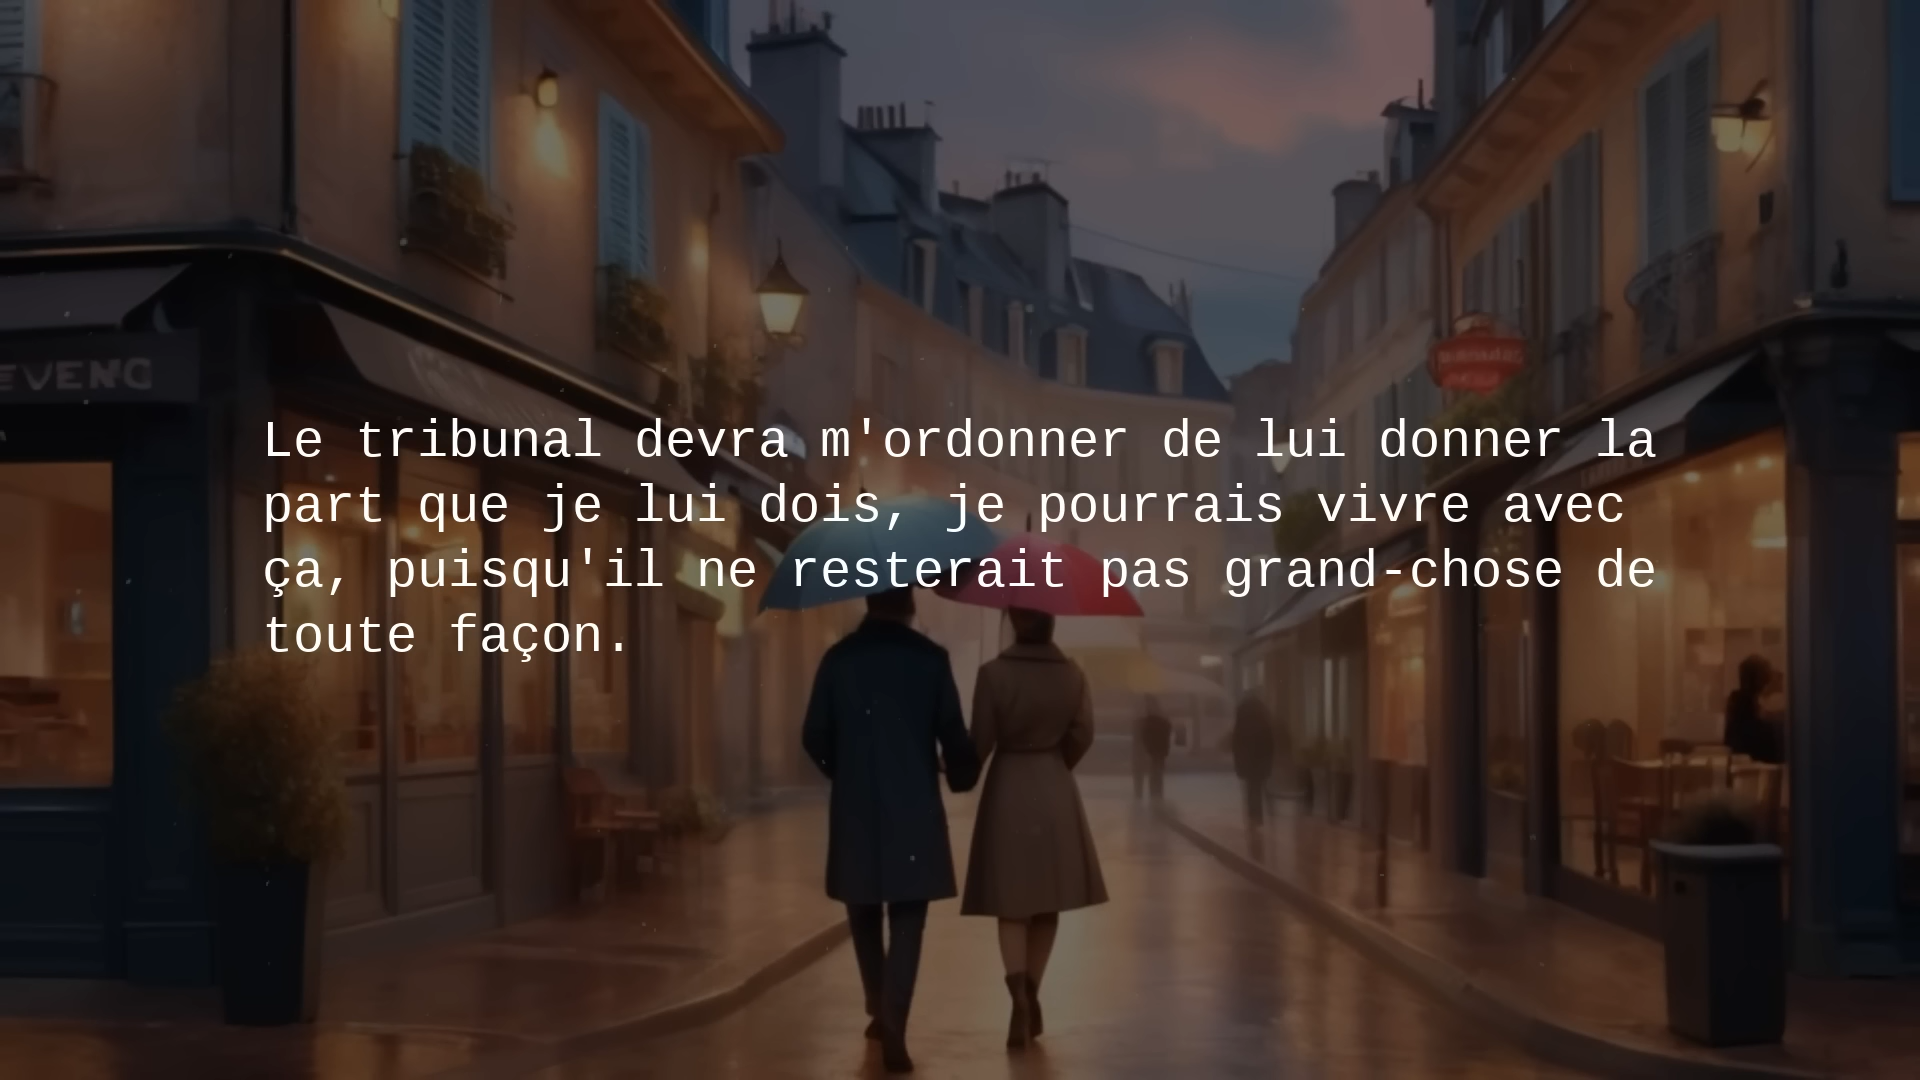 EVENG
Le tribunal devra m'ordonner de lui donner la
part que je lui dois, je pourrais vivre avec
ça, puisqu'il ne resterait pas grand-chose de
toute façon.